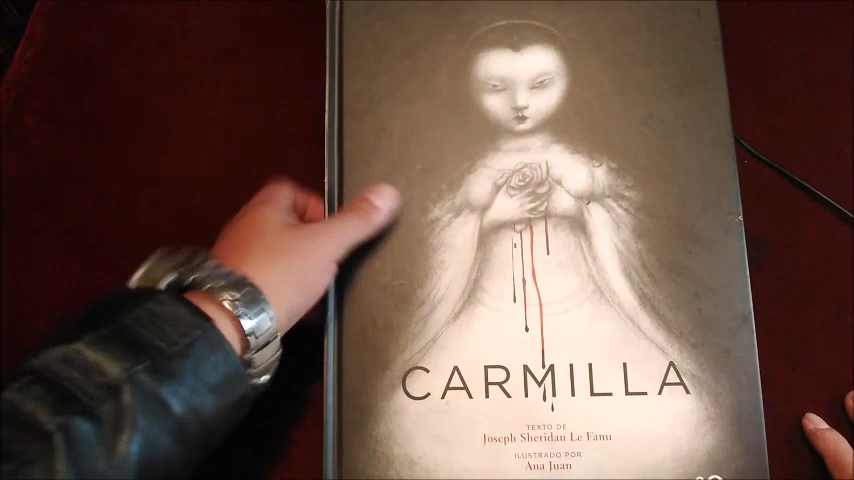 CARMILLA
TEXTO DE
Joseph Sheridan Le Fanu
ILUSTRADO POR
Ana Juan